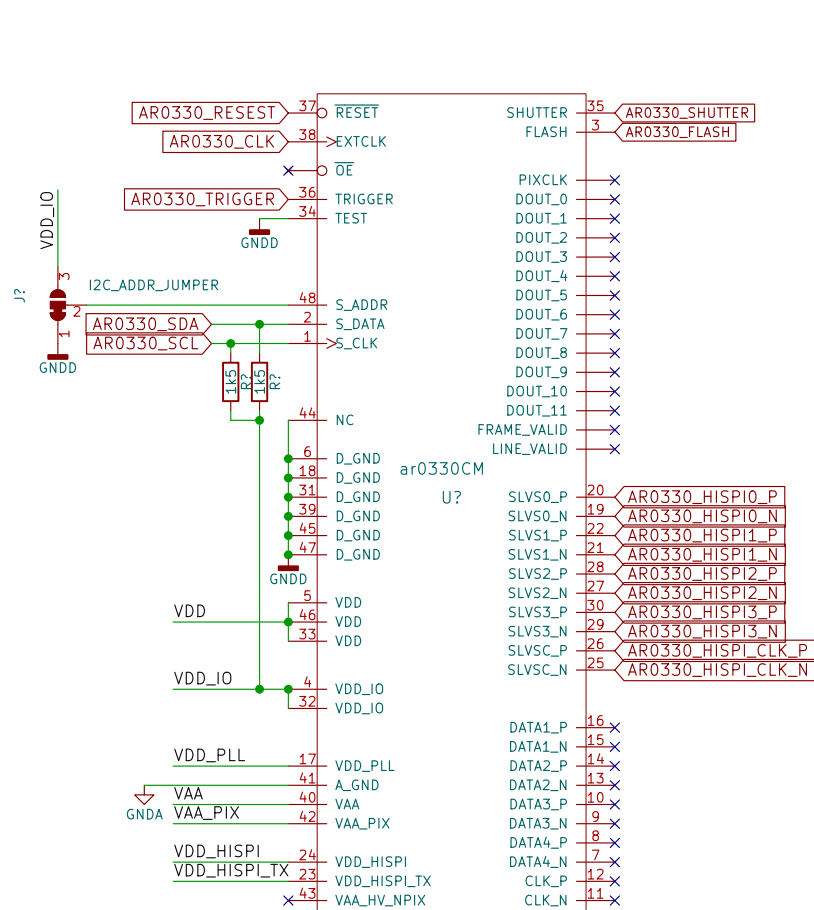 AR0330_RESEST 37 RESET SHUTTER 35 AR0330_SHUTTER
FLASH 3 AR0330_FLASH
AR0330_CLK 38 EXTCLK
OE
PIXCLK
AR0330_TRIGGER 36 TRIGGER DOUT_0
34 TEST DOUT_1
VDD_IO
GNDD
DOUT_2
DOUT_3
3
DOUT_4
J?
I2C_ADDR_JUMPER
DOUT_5
2 48 S_ADDR DOUT_6
AR0330_SDA 2 S_DATA DOUT_7
1
AR0330_SCL 1 S_CLK DOUT_8
GNDD
DOUT_9
1k5 R? 1k5 R?
DOUT_10
DOUT_11
44 NC
FRAME_VALID
LINE_VALID
6 D_GND
ar0330CM
18 D_GND
U?
31 D_GND SLVS0_P 20 AR0330_HISPI0_P
39 D_GND SLVS0_N 19 AR0330_HISPI0_N
45 D_GND SLVS1_P 22 AR0330_HISPI1_P
47 D_GND SLVS1_N 21 AR0330_HISPI1_N
GNDD
SLVS2_P 28 AR0330_HISPI2_P
SLVS2_N 27 AR0330_HISPI2_N
5 VDD
VDD 46 VDD SLVS3_P 30 AR0330_HISPI3_P
33 VDD SLVS3_N 29 AR0330_HISPI3_N
SLVSC_P 26 AR0330_HISPI_CLK_P
SLVSC_N 25 AR0330_HISPI_CLK_N
VDD_IO 4 VDD_IO
32 VDD_IO
DATA1_P 16
DATA1_N 15
VDD_PLL 17 VDD_PLL DATA2_P 14
41 A_GND DATA2_N 13
GNDA
VAA 40 VAA DATA3_P 10
VAA_PIX 42 VAA_PIX DATA3_N 9
DATA4_P 8
VDD_HISPI 24 VDD_HISPI DATA4_N 7
VDD_HISPI_TX 23 VDD_HISPI_TX CLK_P 12
43 VAA_HV_NPIX CLK_N 11